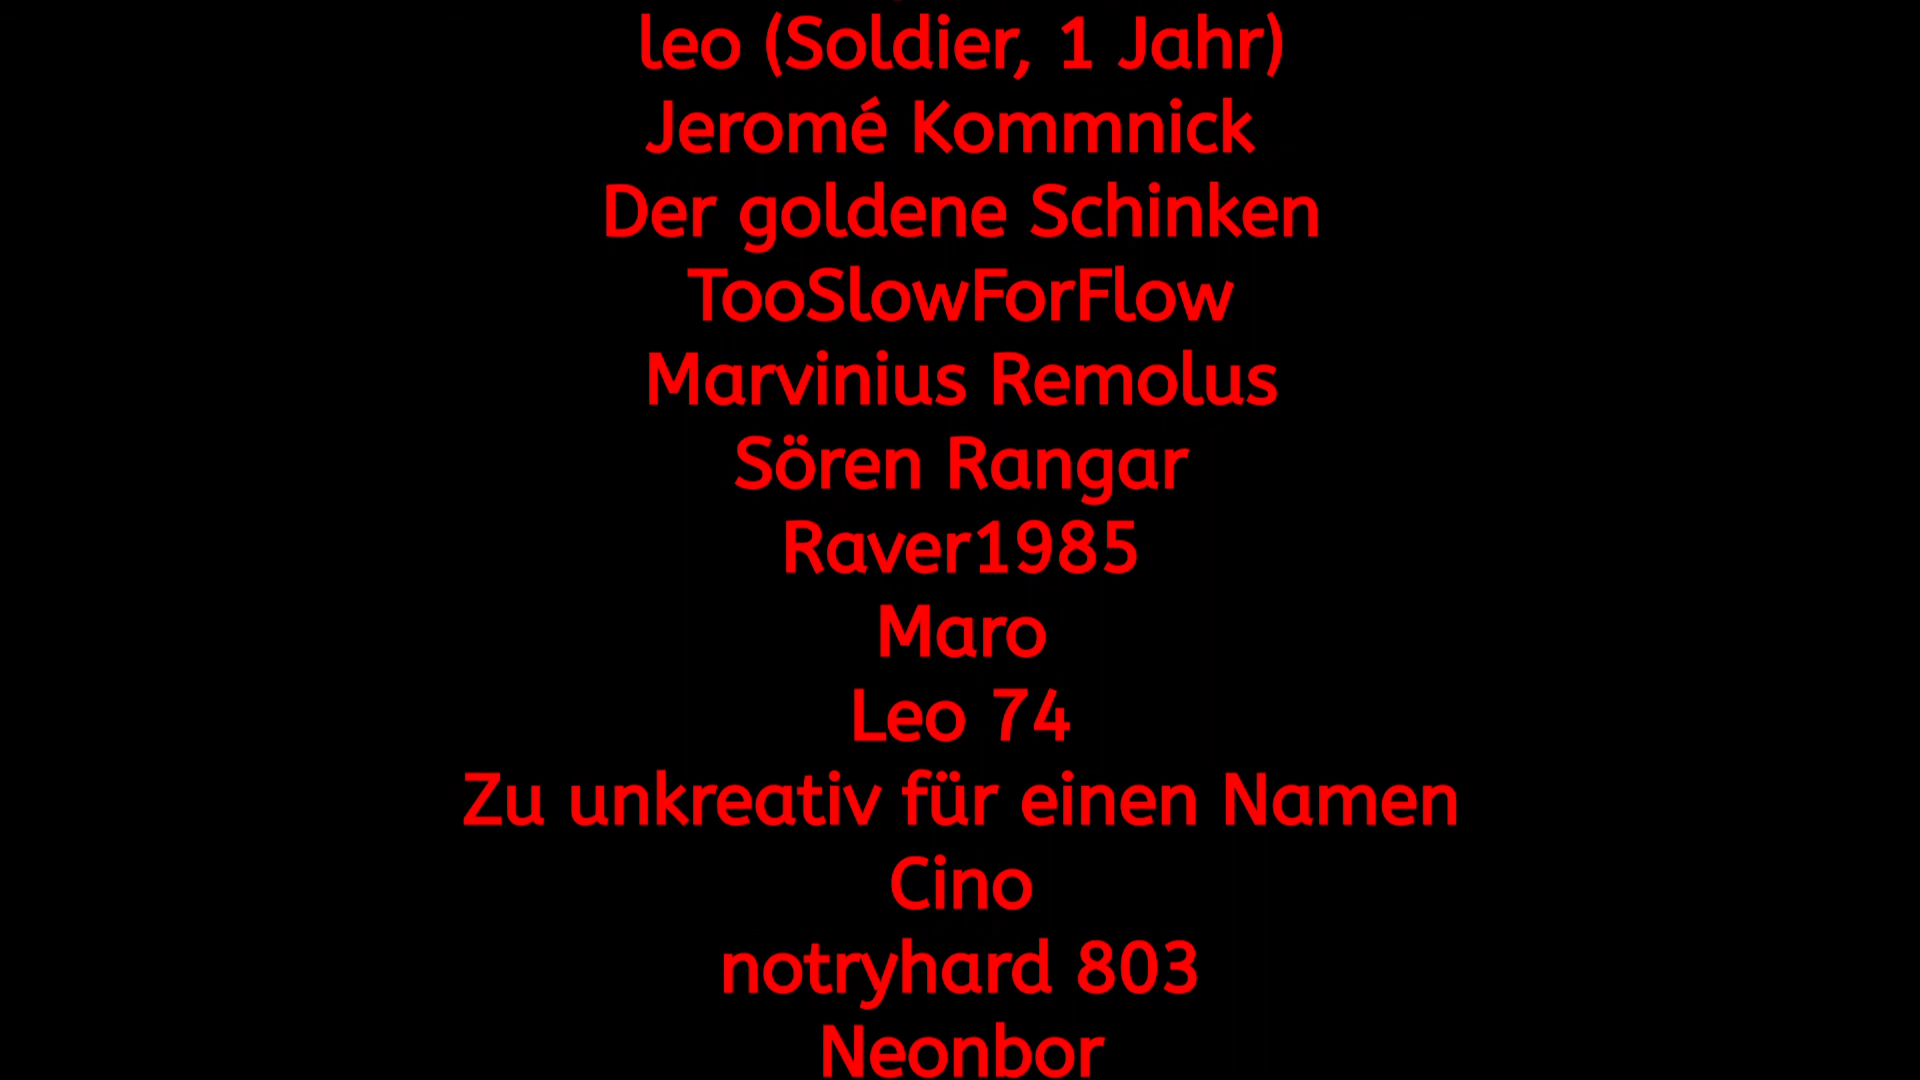 leo (Soldier, 1 Jahr)
Jeromé Kommnick
Der goldene Schinken
TooSlowForFlow
Marvinius Remolus
Sören Rangar
Raver1985
Maro
Leo 74
Zu unkreativ für einen Namen
Cino
notryhard 803
Neonbor